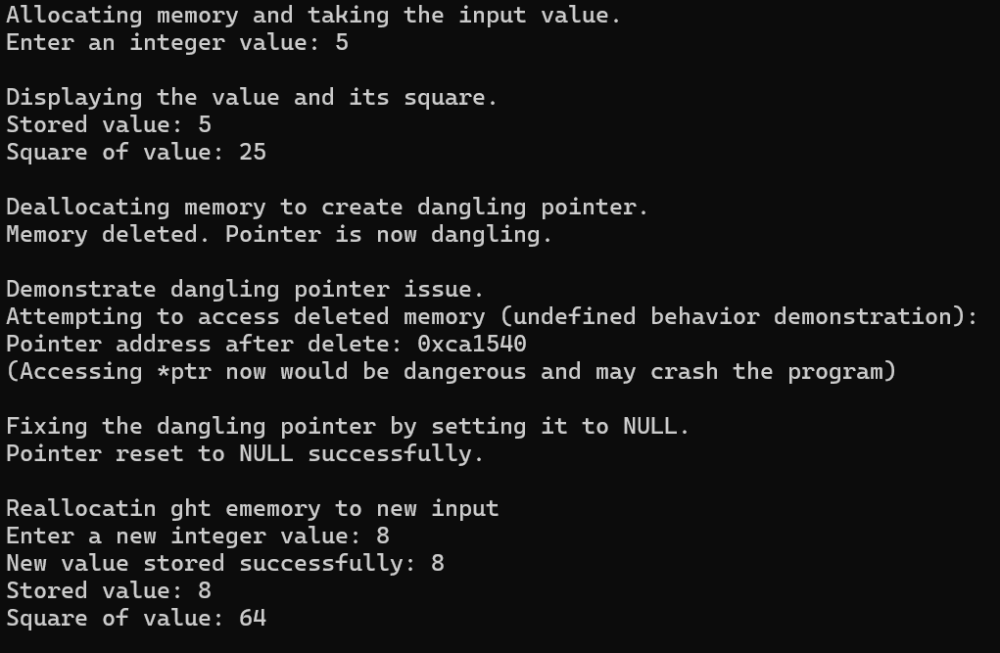 Allocating memory and taking the input value.
Enter an integer value: 5
Displaying the value and its square.
Stored value: 5
Square of value: 25
Deallocating memory to create dangling pointer.
Memory deleted. Pointer is now dangling.
Demonstrate dangling pointer issue.
Attempting to access deleted memory (undefined behavior demonstration):
Pointer address after delete: 0xca1540
(Accessing *ptr now would be dangerous and may crash the program)
Fixing the dangling pointer by setting it to NULL.
Pointer reset to NULL successfully.
Reallocatin ght ememory to new input
Enter a new integer value: 8
New value stored successfully: 8
Stored value: 8
Square of value: 64